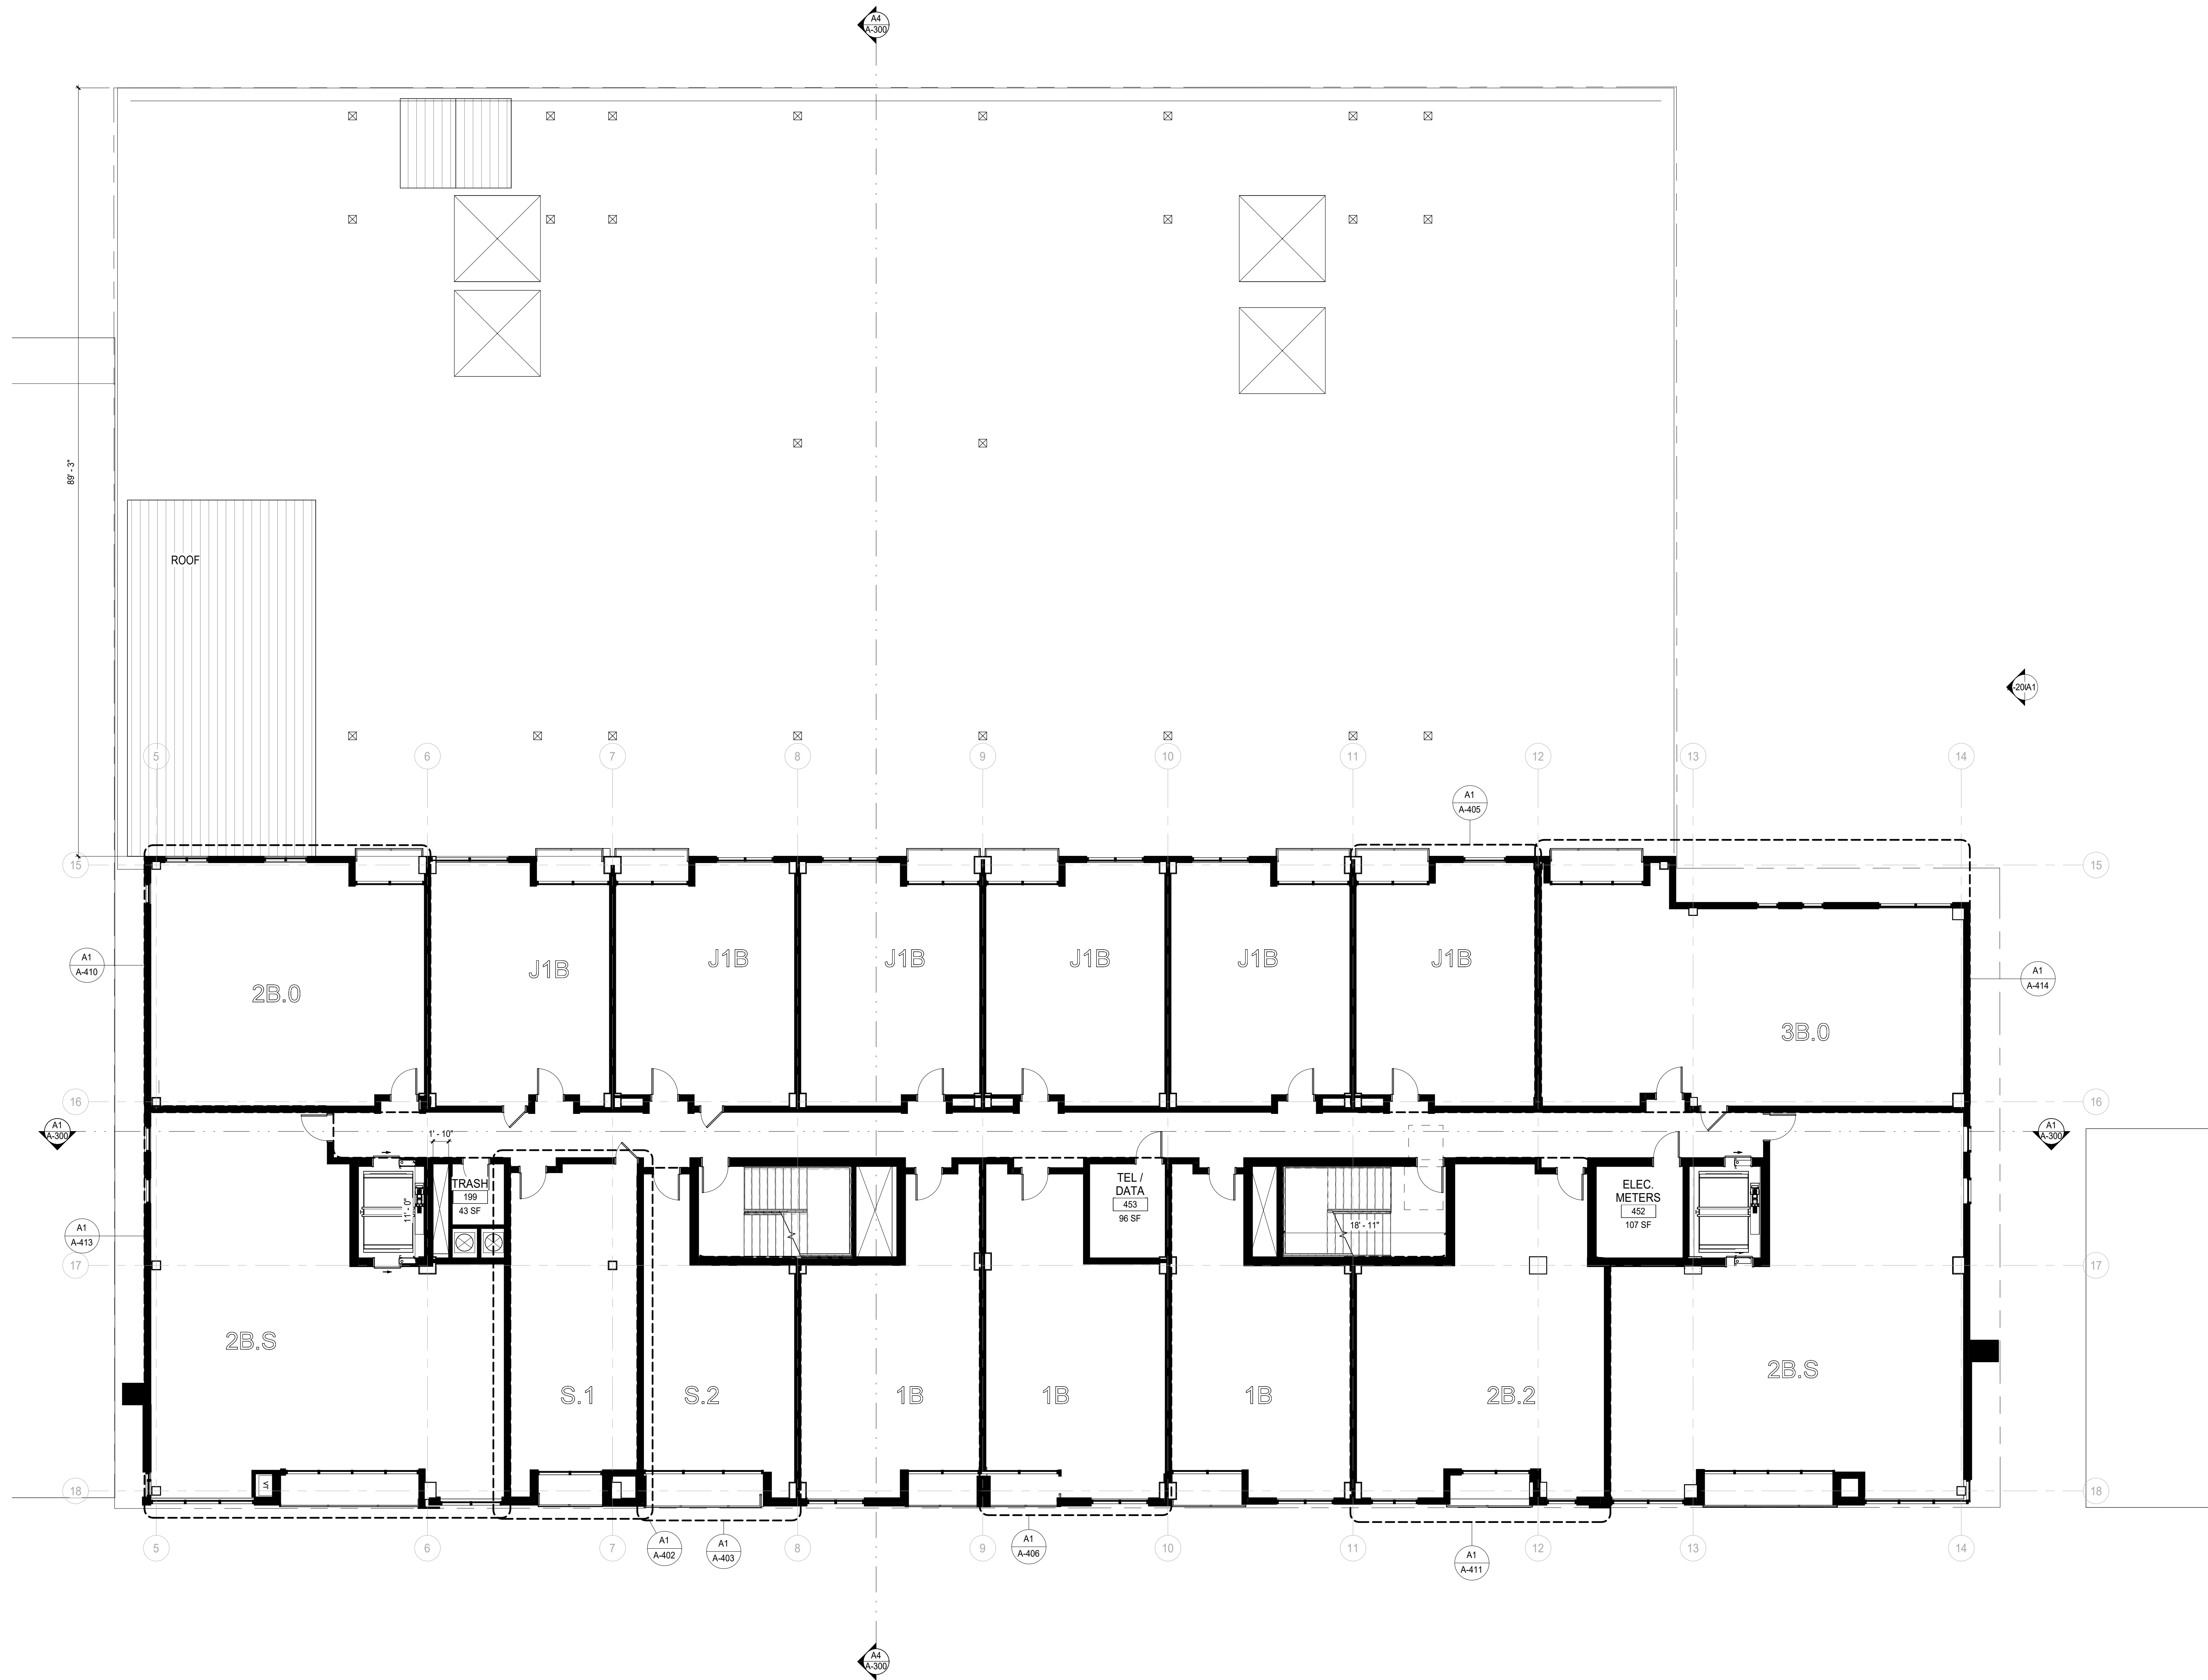 A4
A-300
89' - 3"
ROOF
A1
5
6
7
8
9
10
11
12
13
14
A1
A-405
15
15
A1
A-410
2B.0
J1B
J1B
J1B
J1B
J1B
J1B
3B.0
A1
A-414
16
16
A1
A-300
1' - 10"
A1
A-300
TRASH
199
43 SF
11' - 0"
TEL /
DATA
453
96 SF
18' - 11"
ELEC.
METERS
452
107 SF
A1
A-413
17
17
2B.S
S.1
S.2
1B
1B
1B
2B.2
2B.S
18
18
5
6
7
8
9
10
11
12
13
14
A1
A-402
A1
A-403
A1
A-406
A1
A-411
A4
A-300